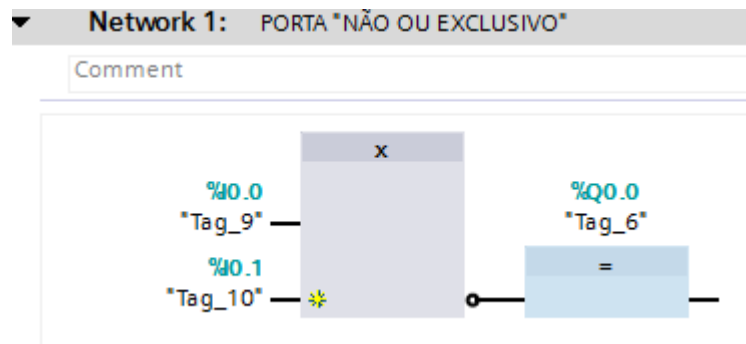 Network 1: PORTA "NÃO OU EXCLUSIVO"
Comment
x
%I0.0
"Tag_9"
%I0.1
"Tag_10"
%Q0.0
"Tag_6"
=